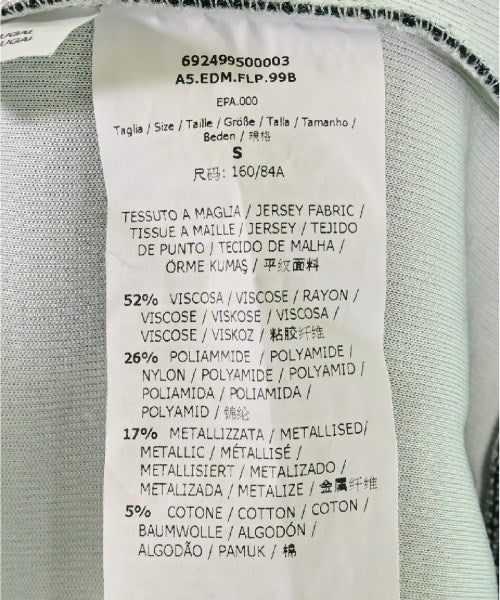 UGAL
UGAL
692499500003
A5.EDM.FLP.99B
EPA.000
Taglia / Size / Taille / Größe / Talla / Tamanho /
Beden / 規格
S
尺码: 160/84A
TESSUTO A MAGLIA / JERSEY FABRIC /
TISSUE A MAILLE / JERSEY / TEJIDO
DE PUNTO / TECIDO DE MALHA /
ÖRME KUMAŞ / 平纹面料
52% VISCOSA / VISCOSE / RAYON /
VISCOSE / VISKOSE / VISCOSA /
VISCOSE / VISKOZ / 粘胶纤维
26% POLIAMMIDE / POLYAMIDE /
NYLON / POLYAMIDE / POLYAMID /
POLIAMIDA / POLIAMIDA /
POLYAMID / 锦纶
17% METALLIZZATA / METALLISED /
METALLIC / MÉTALLISÉ /
METALLISIERT / METALIZADO /
METALIZADA / METALIZE / 金属纤维
5% COTONE / COTTON / COTON /
BAUMWOLLE / ALGODÓN /
ALGODÃO / PAMUK / 棉